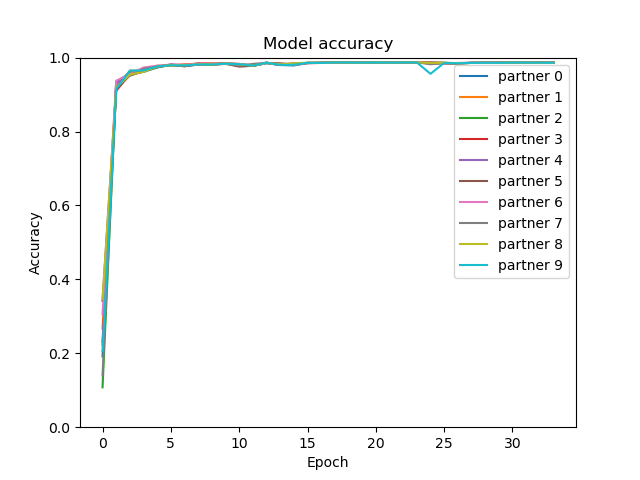 Model accuracy
1.0
0.8
0.6
0.4
0.2
0.0
Accuracy
0 5 10 15 20 25 30
Epoch
partner 0
partner 1
partner 2
partner 3
partner 4
partner 5
partner 6
partner 7
partner 8
partner 9